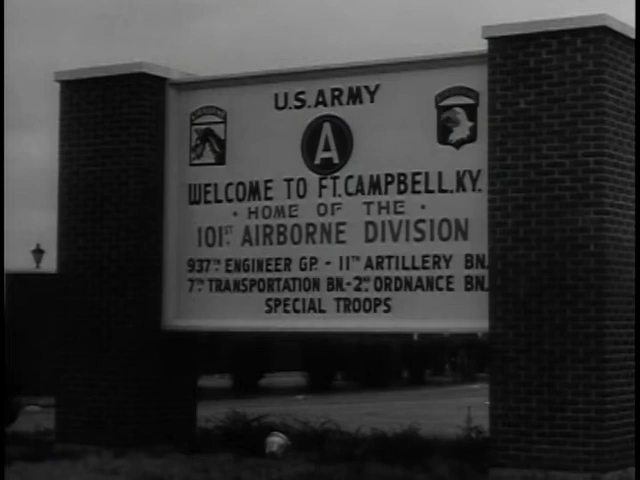 U.S. ARMY
A
WELCOME TO FT. CAMPBELL, KY.
· HOME OF THE ·
101ST AIRBORNE DIVISION
937TH ENGINEER GP. - 11TH ARTILLERY BN.
7TH TRANSPORTATION BN. - 2ND ORDNANCE BN.
SPECIAL TROOPS